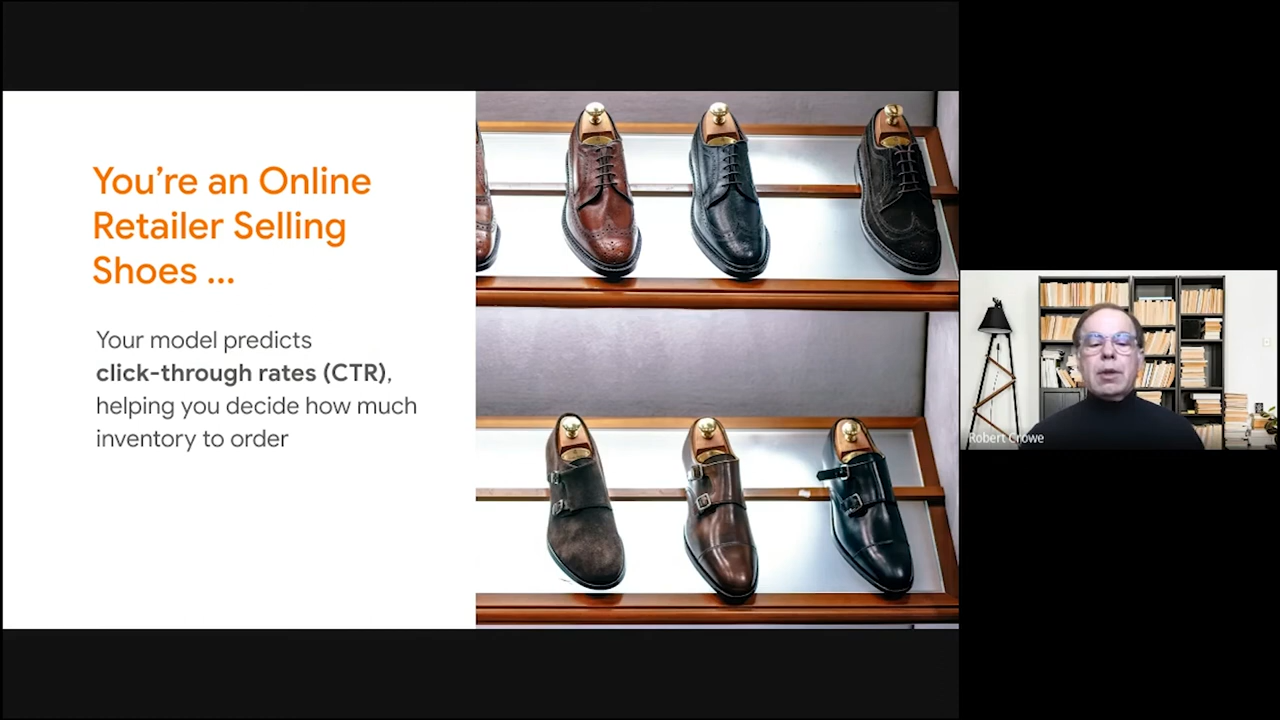 You're an Online
Retailer Selling
Shoes ...
Your model predicts
click-through rates (CTR),
helping you decide how much
inventory to order
Robert Crowe